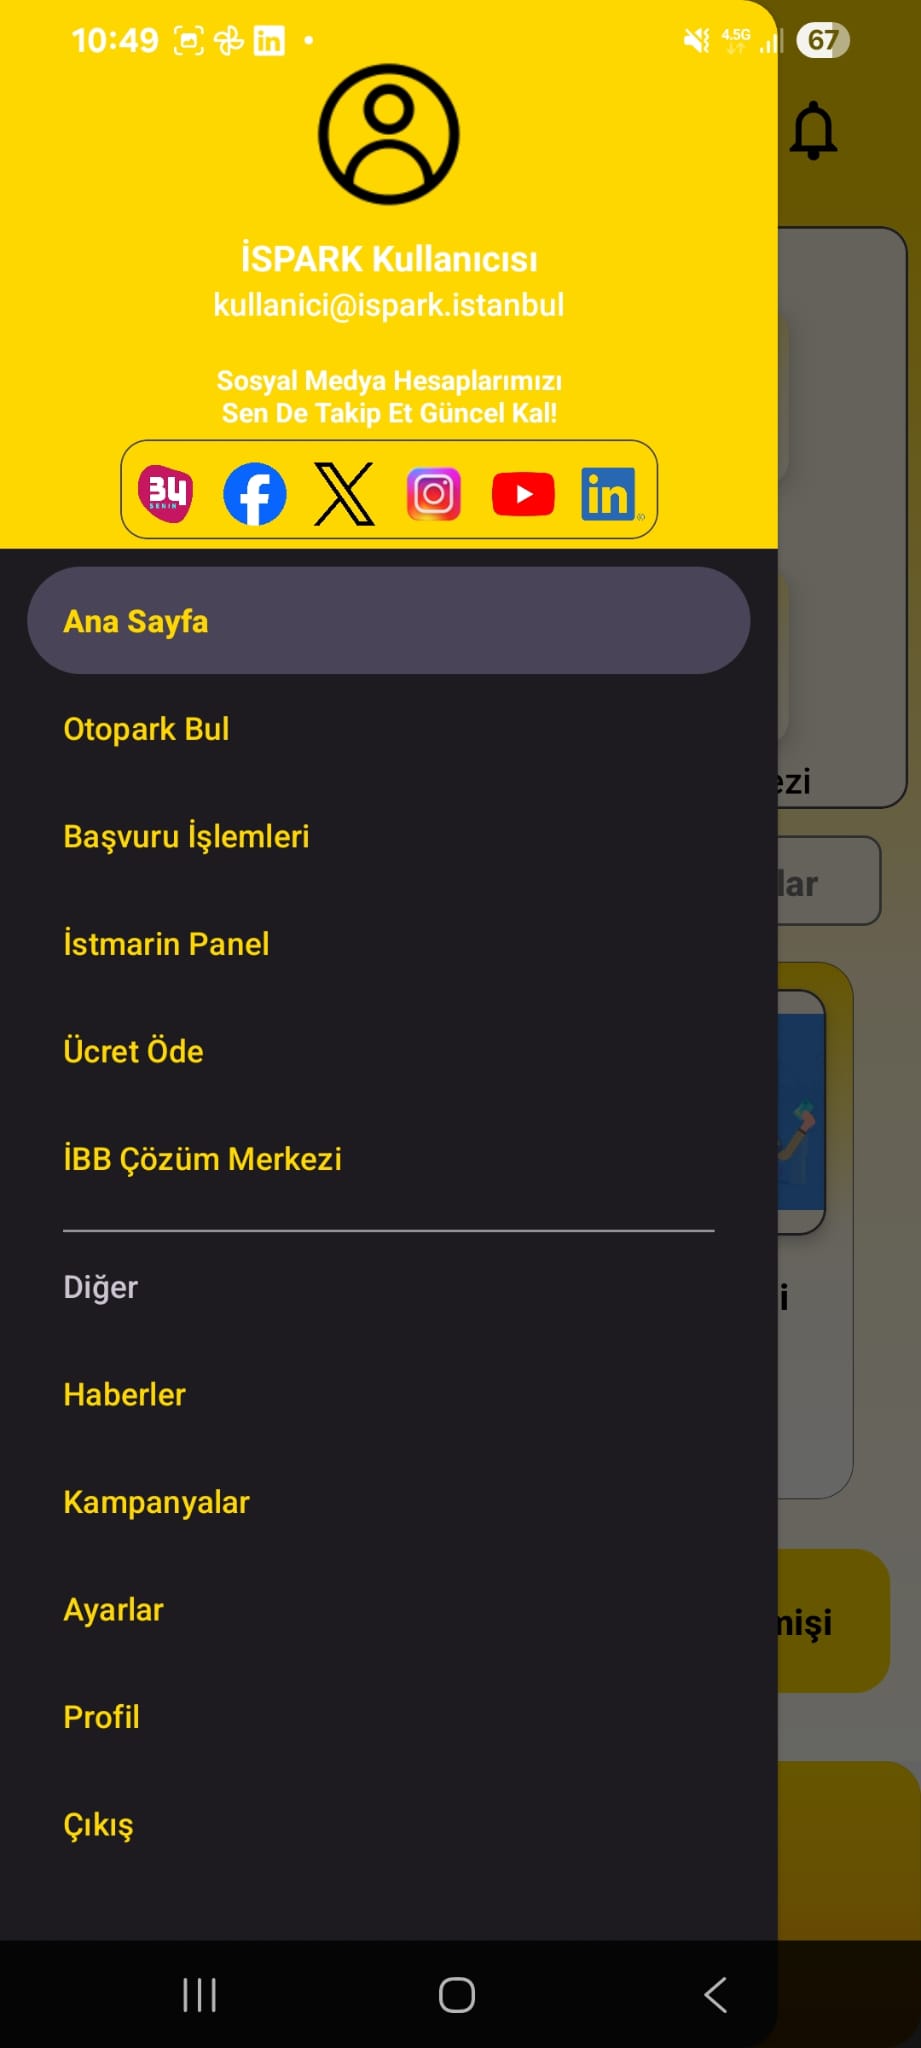 10:49
4.5G
67
İSPARK Kullanıcısı
kullanici@ispark.istanbul
Sosyal Medya Hesaplarımızı
Sen De Takip Et Güncel Kal!
34
SENİN
in
Ana Sayfa
Otopark Bul
Başvuru İşlemleri
İstmarin Panel
Ücret Öde
İBB Çözüm Merkezi
Diğer
Haberler
Kampanyalar
Ayarlar
Profil
Çıkış
ezi
lar
i
mişi